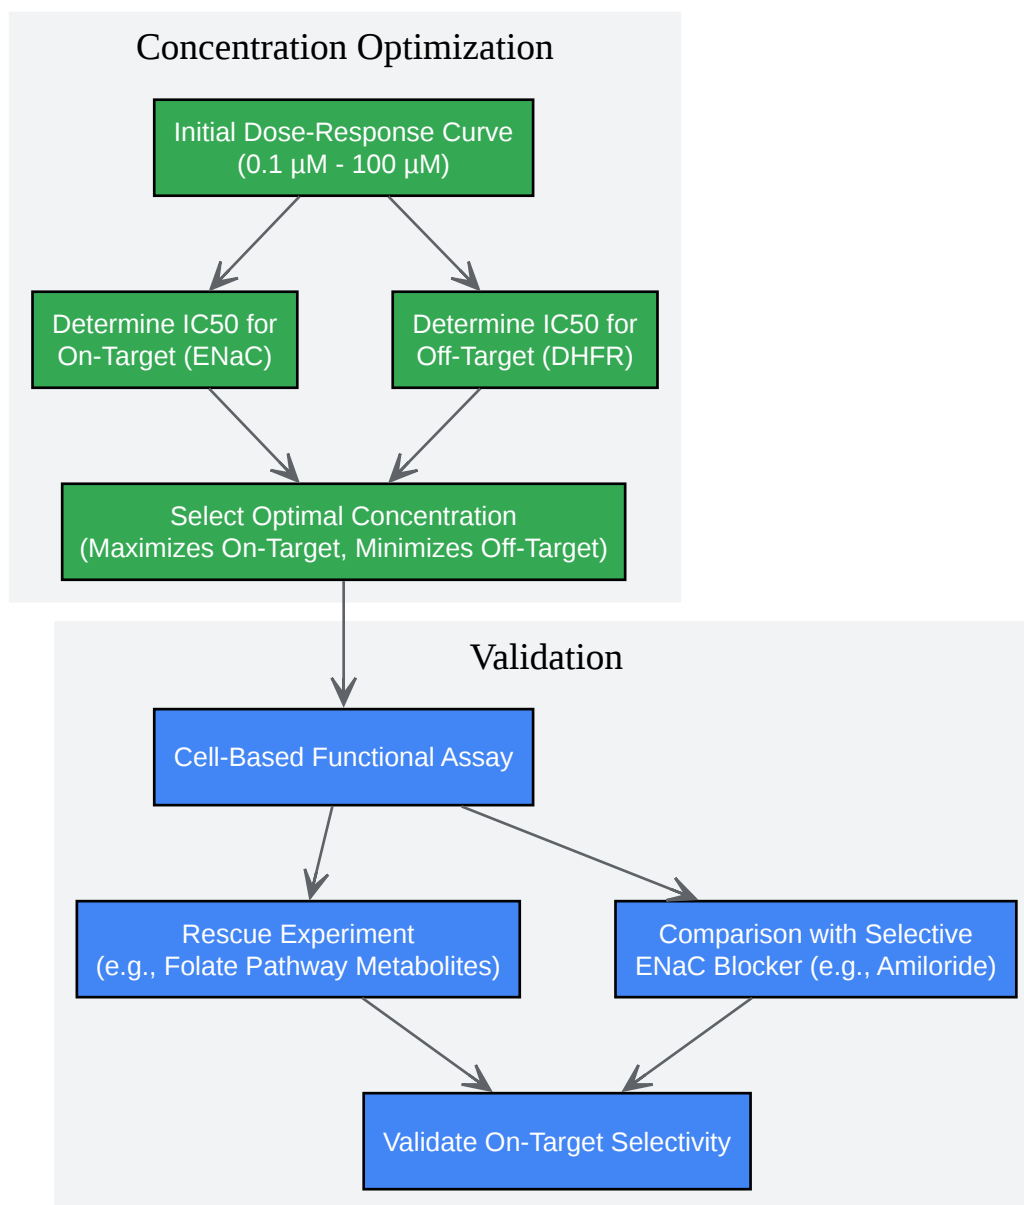 Concentration Optimization
Initial Dose-Response Curve
(0.1 µM - 100 µM)
Determine IC50 for
On-Target (ENaC)
Determine IC50 for
Off-Target (DHFR)
Select Optimal Concentration
(Maximizes On-Target, Minimizes Off-Target)
Validation
Cell-Based Functional Assay
Rescue Experiment
(e.g., Folate Pathway Metabolites)
Comparison with Selective
ENaC Blocker (e.g., Amiloride)
Validate On-Target Selectivity